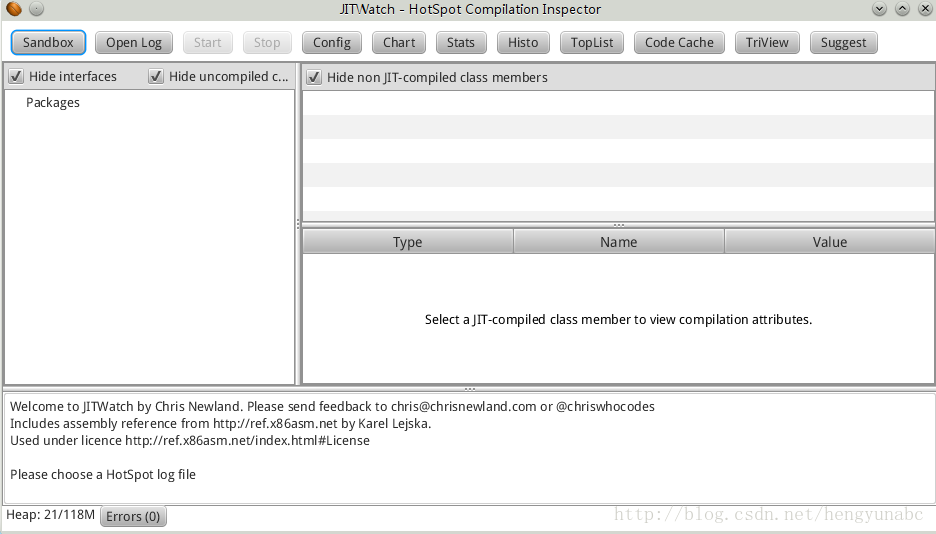 JITWatch - HotSpot Compilation Inspector
Sandbox Open Log Start Stop Config Chart Stats Histo TopList Code Cache TriView Suggest
Hide interfaces Hide uncompiled c... Hide non JIT-compiled class members
Packages
Type Name Value
Select a JIT-compiled class member to view compilation attributes.
Welcome to JITWatch by Chris Newland. Please send feedback to chris@chrisnewland.com or @chriswhocodes
Includes assembly reference from http://ref.x86asm.net by Karel Lejska.
Used under licence http://ref.x86asm.net/index.html#License
Please choose a HotSpot log file
Heap: 21/118M Errors (0)
http://blog.csdn.net/hengyunabc